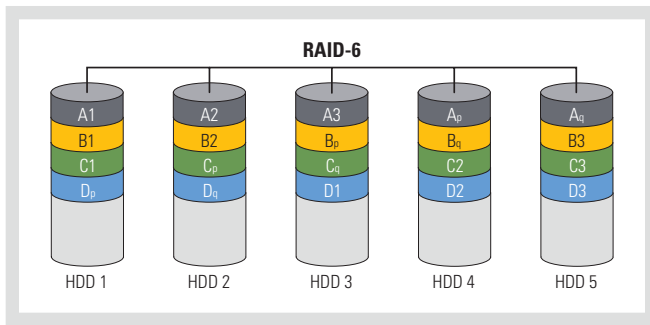 RAID-6
A1 A2 A3 Ap Aq
B1 B2 Bp Bq B3
C1 Cp Cq C2 C3
Dp Dq D1 D2 D3
HDD 1 HDD 2 HDD 3 HDD 4 HDD 5